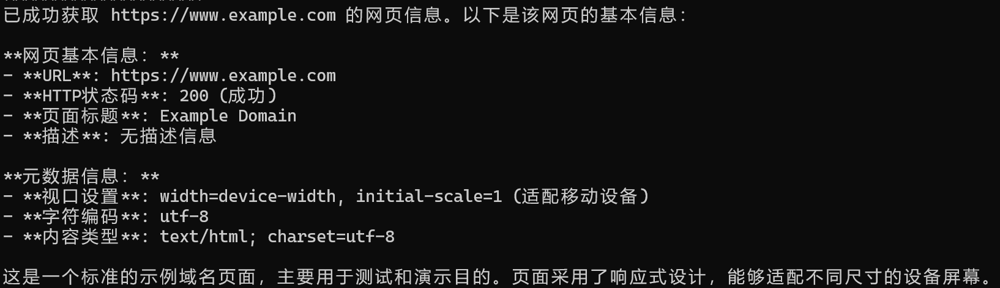 已成功获取 https://www.example.com 的网页信息。以下是该网页的基本信息：
**网页基本信息：**
- **URL**: https://www.example.com
- **HTTP状态码**: 200 (成功)
- **页面标题**: Example Domain
- **描述**: 无描述信息
**元数据信息：**
- **视口设置**: width=device-width, initial-scale=1 (适配移动设备)
- **字符编码**: utf-8
- **内容类型**: text/html; charset=utf-8
这是一个标准的示例域名页面，主要用于测试和演示目的。页面采用了响应式设计，能够适配不同尺寸的设备屏幕。